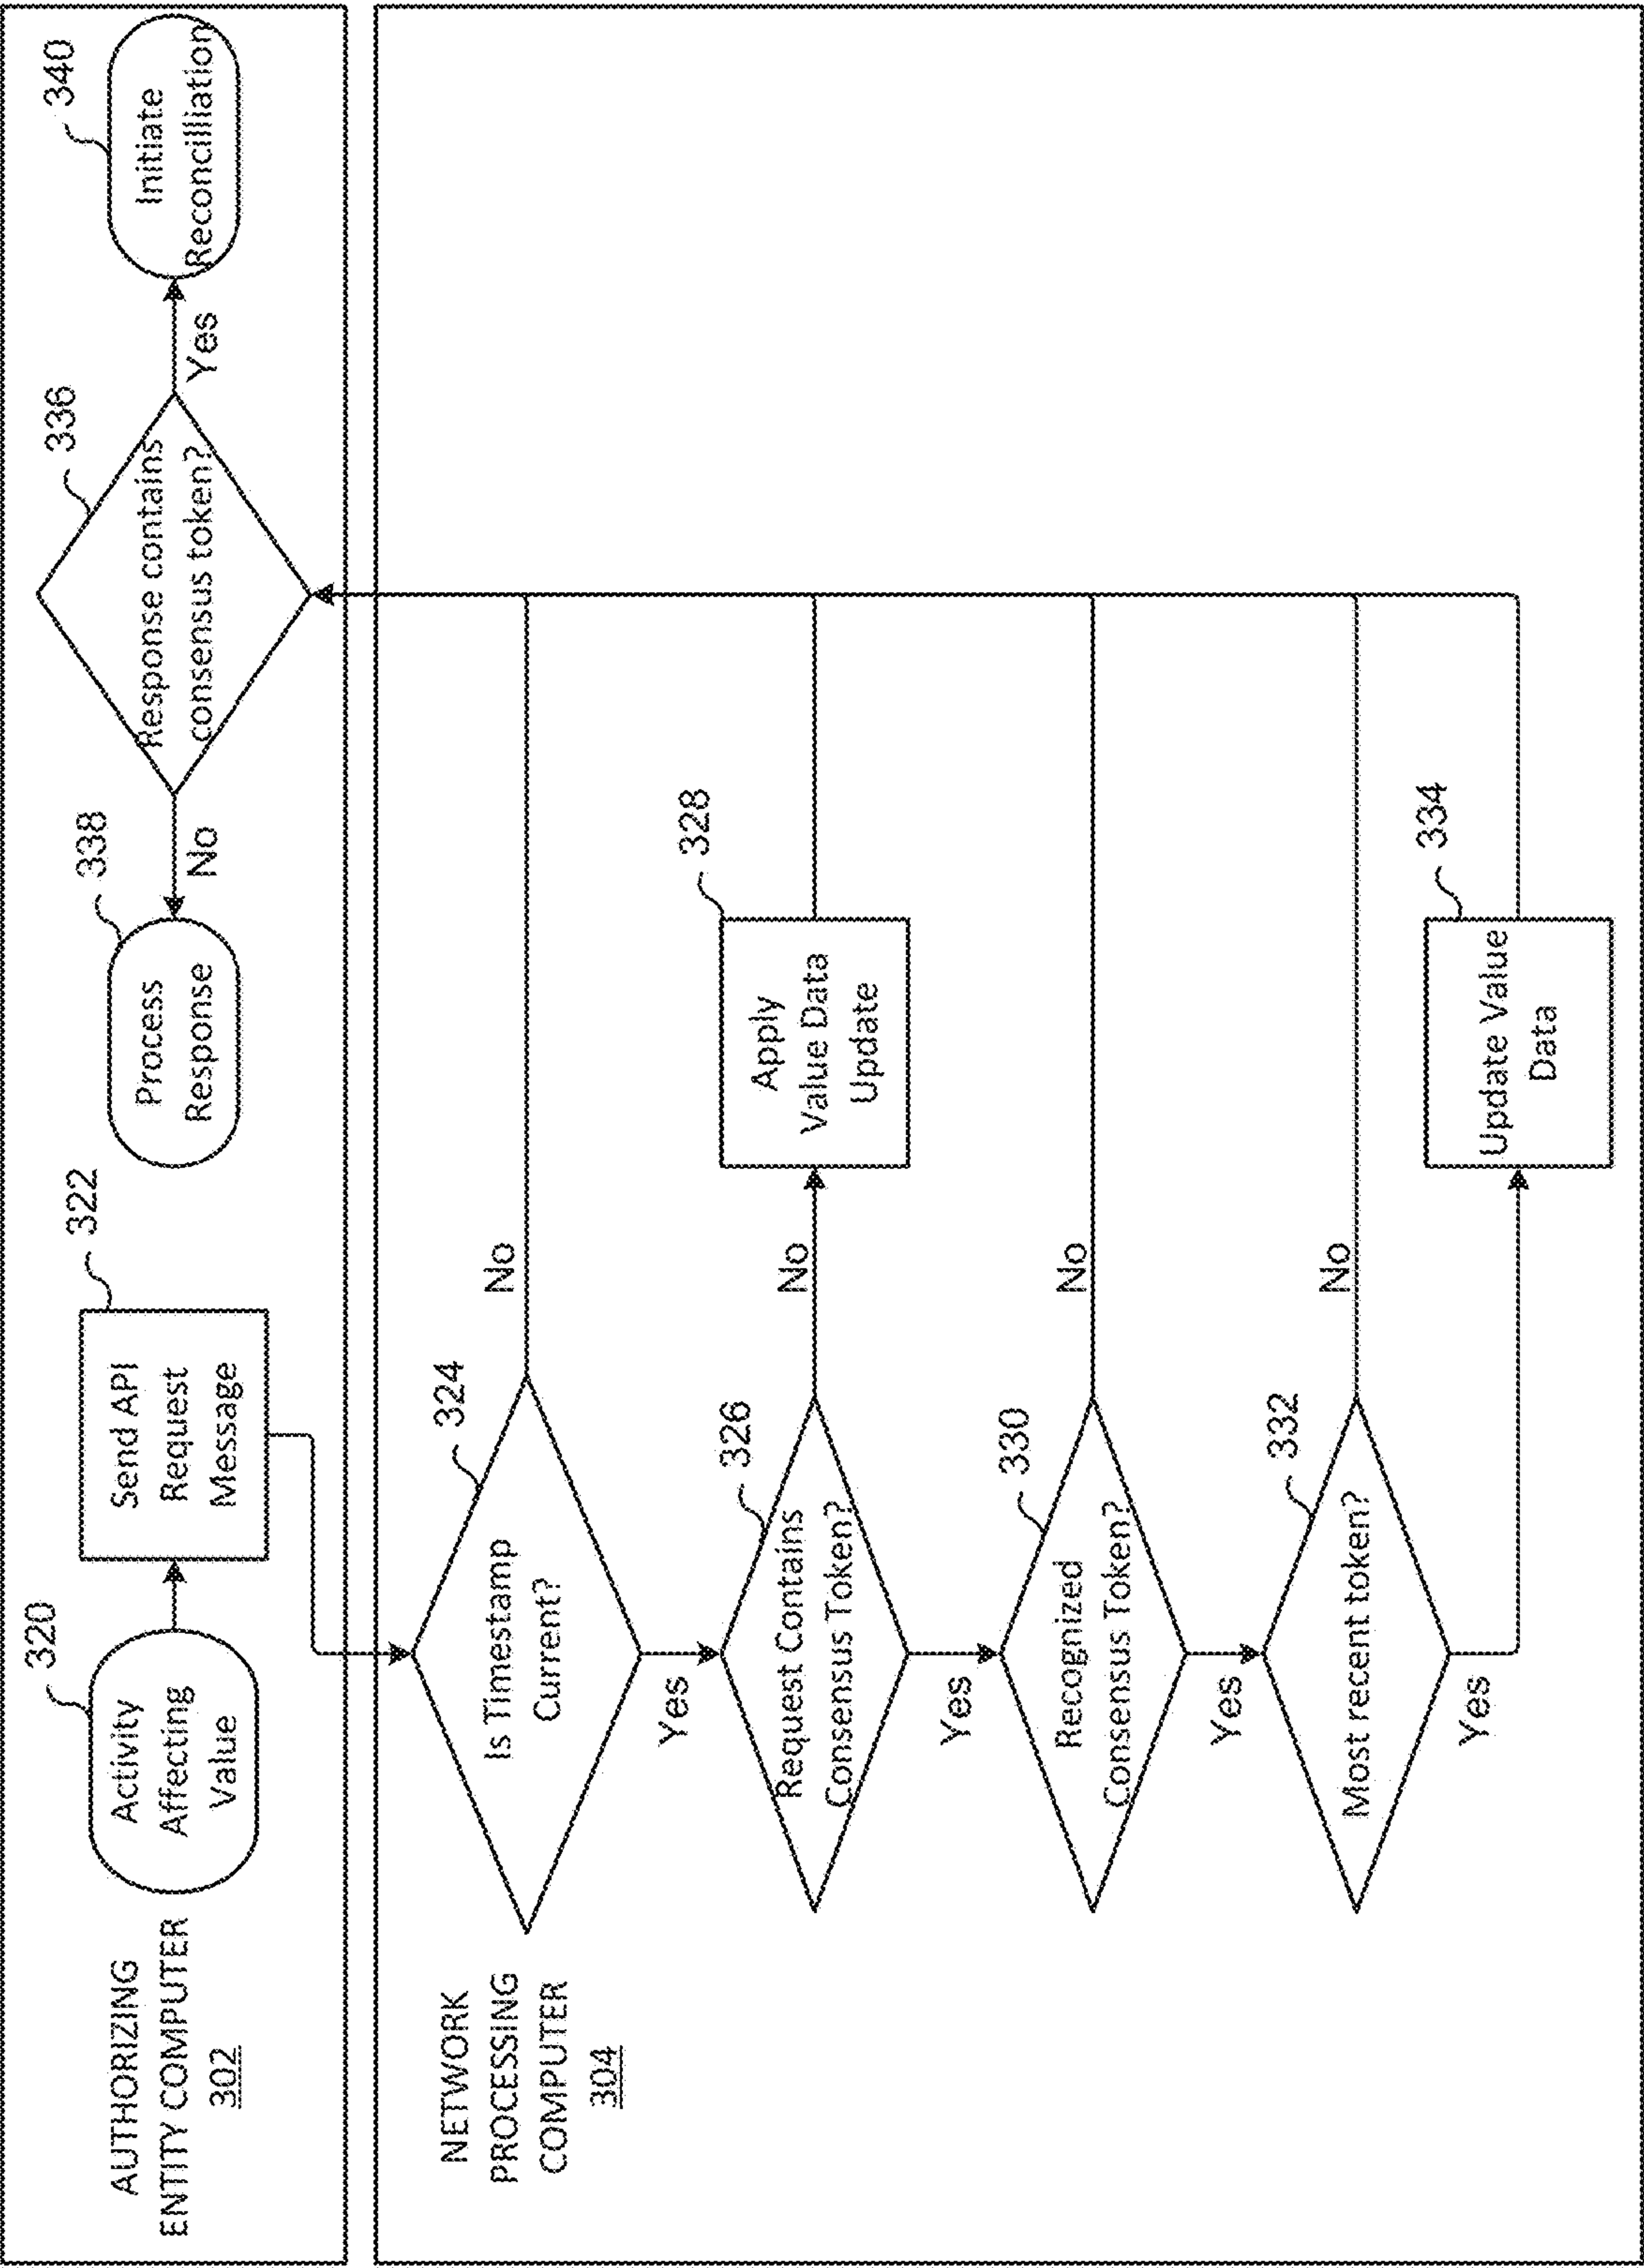 AUTHORIZING
ENTITY COMPUTER
302
320
Activity
Affecting
Value
322
Send API
Request
Message
338
Process
Response
No
336
Response contains
consensus token?
Yes
340
Initiate
Reconcilliation
NETWORK
PROCESSING
COMPUTER
304
324
Is Timestamp
Current?
No
Yes
326
Request Contains
Consensus Token?
No
328
Apply
Value Data
Update
Yes
330
Recognized
Consensus Token?
No
Yes
332
Most recent token?
No
Yes
334
Update Value
Data